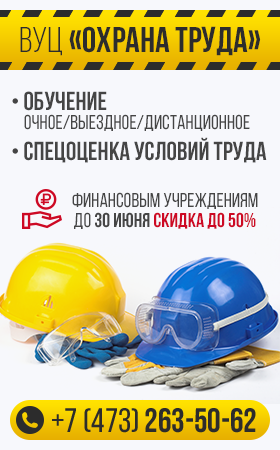 ВУЦ «ОХРАНА ТРУДА»
• ОБУЧЕНИЕ
ОЧНОЕ/ВЫЕЗДНОЕ/ДИСТАНЦИОННОЕ
• СПЕЦОЦЕНКА УСЛОВИЙ ТРУДА
ФИНАНСОВЫМ УЧРЕЖДЕНИЯМ
ДО 30 ИЮНЯ СКИДКА ДО 50%
+7 (473) 263-50-62